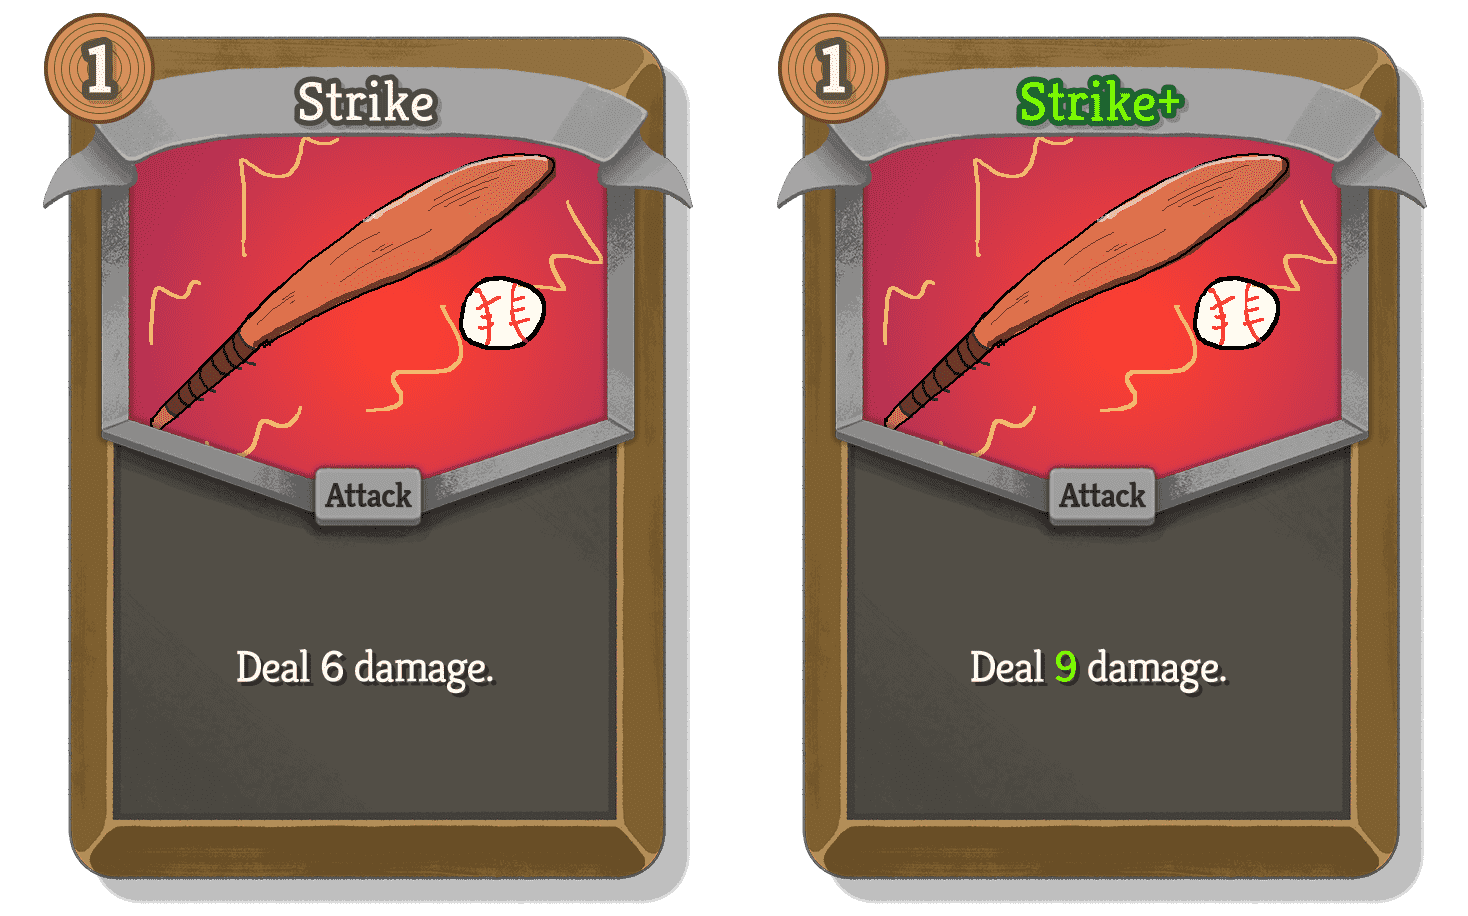 1
Strike
Attack
Deal 6 damage.
1
Strike+
Attack
Deal 9 damage.